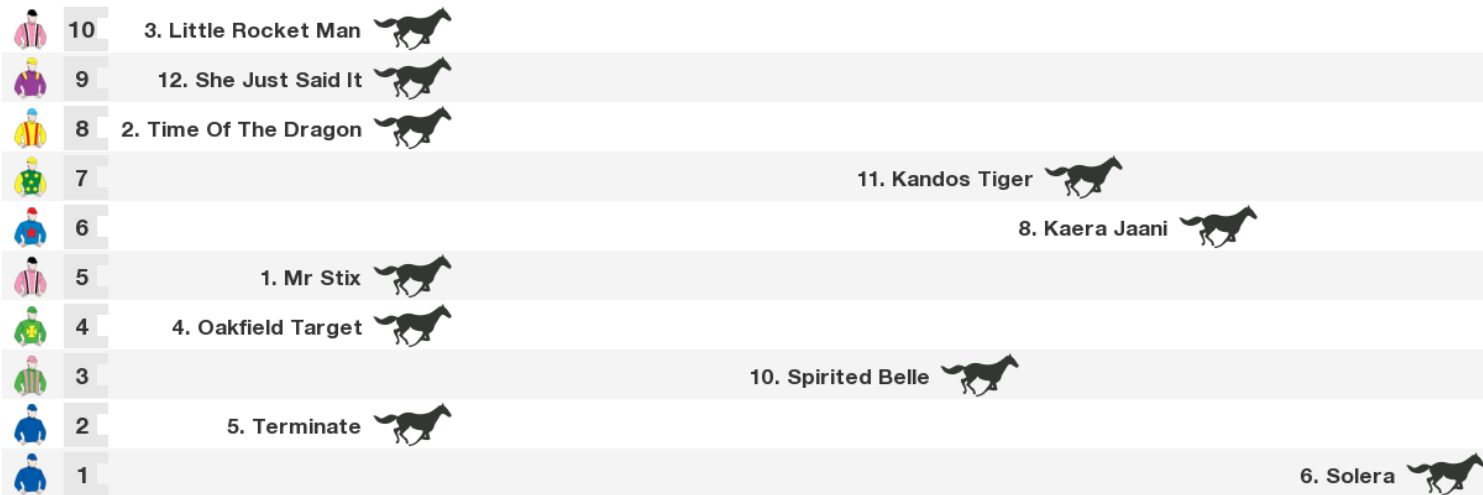 10 3. Little Rocket Man
9 12. She Just Said It
8 2. Time Of The Dragon
7 11. Kandos Tiger
6 8. Kaera Jaani
5 1. Mr Stix
4 4. Oakfield Target
3 10. Spirited Belle
2 5. Terminate
1 6. Solera